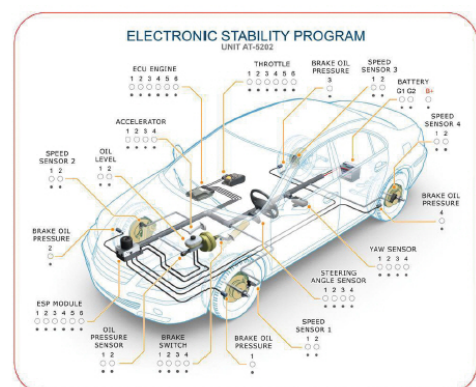 ELECTRONIC STABILITY PROGRAM
UNIT AT-5202
ECU ENGINE
1 2 3 4 5 6
THROTTLE
1 2 3 4 5 6
BRAKE OIL
PRESSURE
3
SPEED
SENSOR 3
1 2
BATTERY
G1 G2 B+
SPEED
SENSOR 4
1 2
ACCELERATOR
1 2 3 4
SPEED
SENSOR 2
1 2
OIL
LEVEL
1 2
BRAKE OIL
PRESSURE
4
BRAKE OIL
PRESSURE
2
YAW SENSOR
1 2 3 4
STEERING
ANGLE SENSOR
1 2 3 4
ESP MODULE
1 2 3 4 5 6
OIL
PRESSURE
SENSOR
1 2
BRAKE
SWITCH
1 2 3 4
BRAKE OIL
PRESSURE
1
SPEED
SENSOR 1
1 2